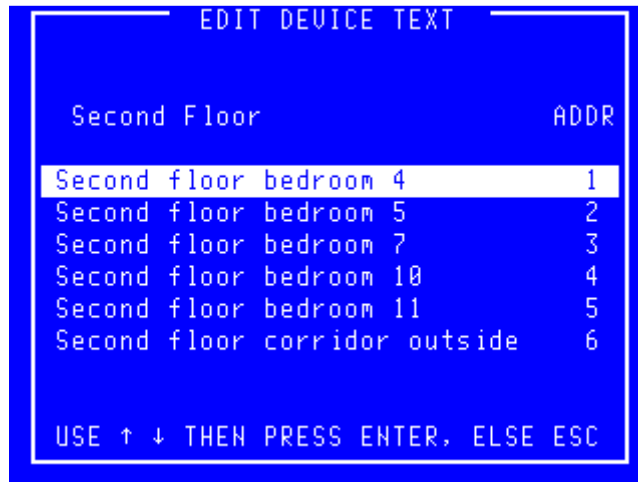 EDIT DEVICE TEXT
Second Floor ADDR
Second floor bedroom 4 1
Second floor bedroom 5 2
Second floor bedroom 7 3
Second floor bedroom 10 4
Second floor bedroom 11 5
Second floor corridor outside 6
USE ↑ ↓ THEN PRESS ENTER, ELSE ESC